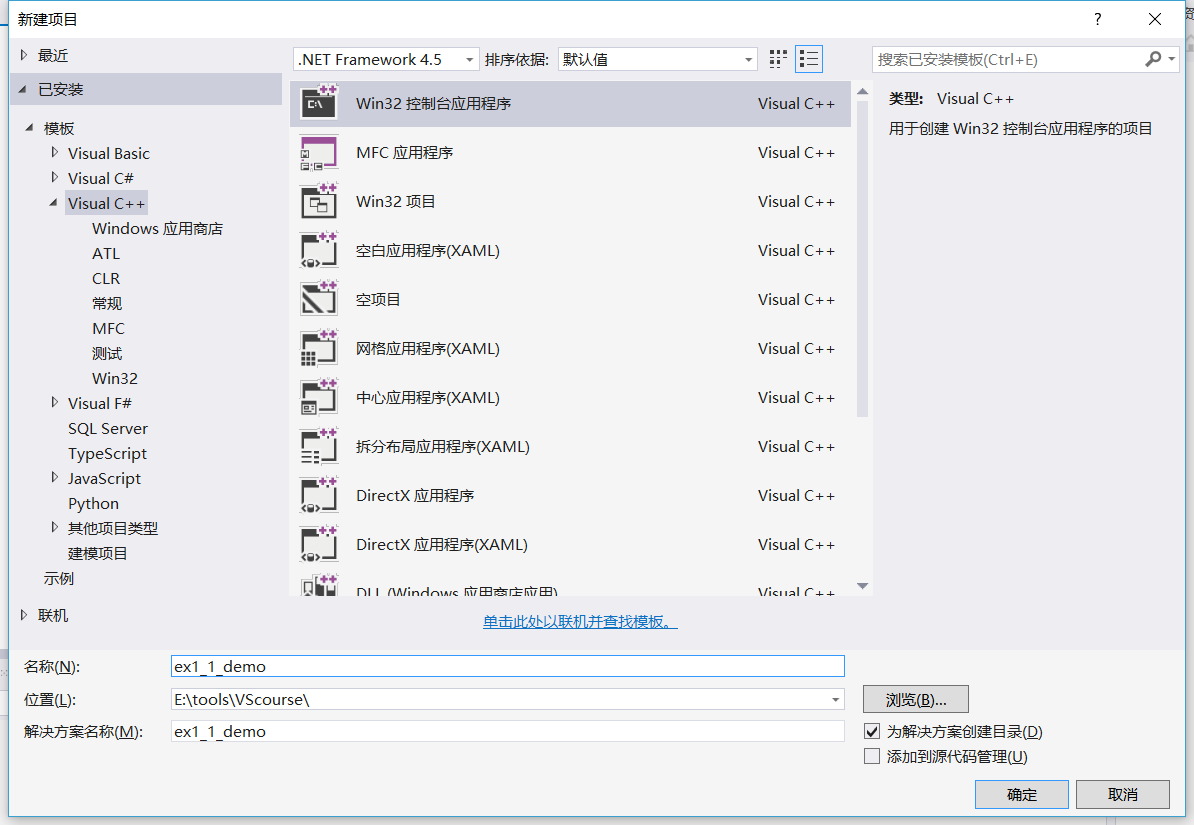 新建项目
?
最近
已安装
模板
Visual Basic
Visual C#
Visual C++
Windows 应用商店
ATL
CLR
常规
MFC
测试
Win32
Visual F#
SQL Server
TypeScript
JavaScript
Python
其他项目类型
建模项目
示例
联机
.NET Framework 4.5 排序依据: 默认值
Win32 控制台应用程序 Visual C++
MFC 应用程序 Visual C++
Win32 项目 Visual C++
空白应用程序(XAML) Visual C++
空项目 Visual C++
网格应用程序(XAML) Visual C++
中心应用程序(XAML) Visual C++
拆分布局应用程序(XAML) Visual C++
DirectX 应用程序 Visual C++
DirectX 应用程序(XAML) Visual C++
DLL (Windows 应用商店应用) Visual C++
单击此处以联机并查找模板。
搜索已安装模板(Ctrl+E)
类型: Visual C++
用于创建 Win32 控制台应用程序的项目
名称(N): ex1_1_demo
位置(L): E:\tools\VScourse\ 浏览(B)...
解决方案名称(M): ex1_1_demo 为解决方案创建目录(D)
添加到源代码管理(U)
确定 取消